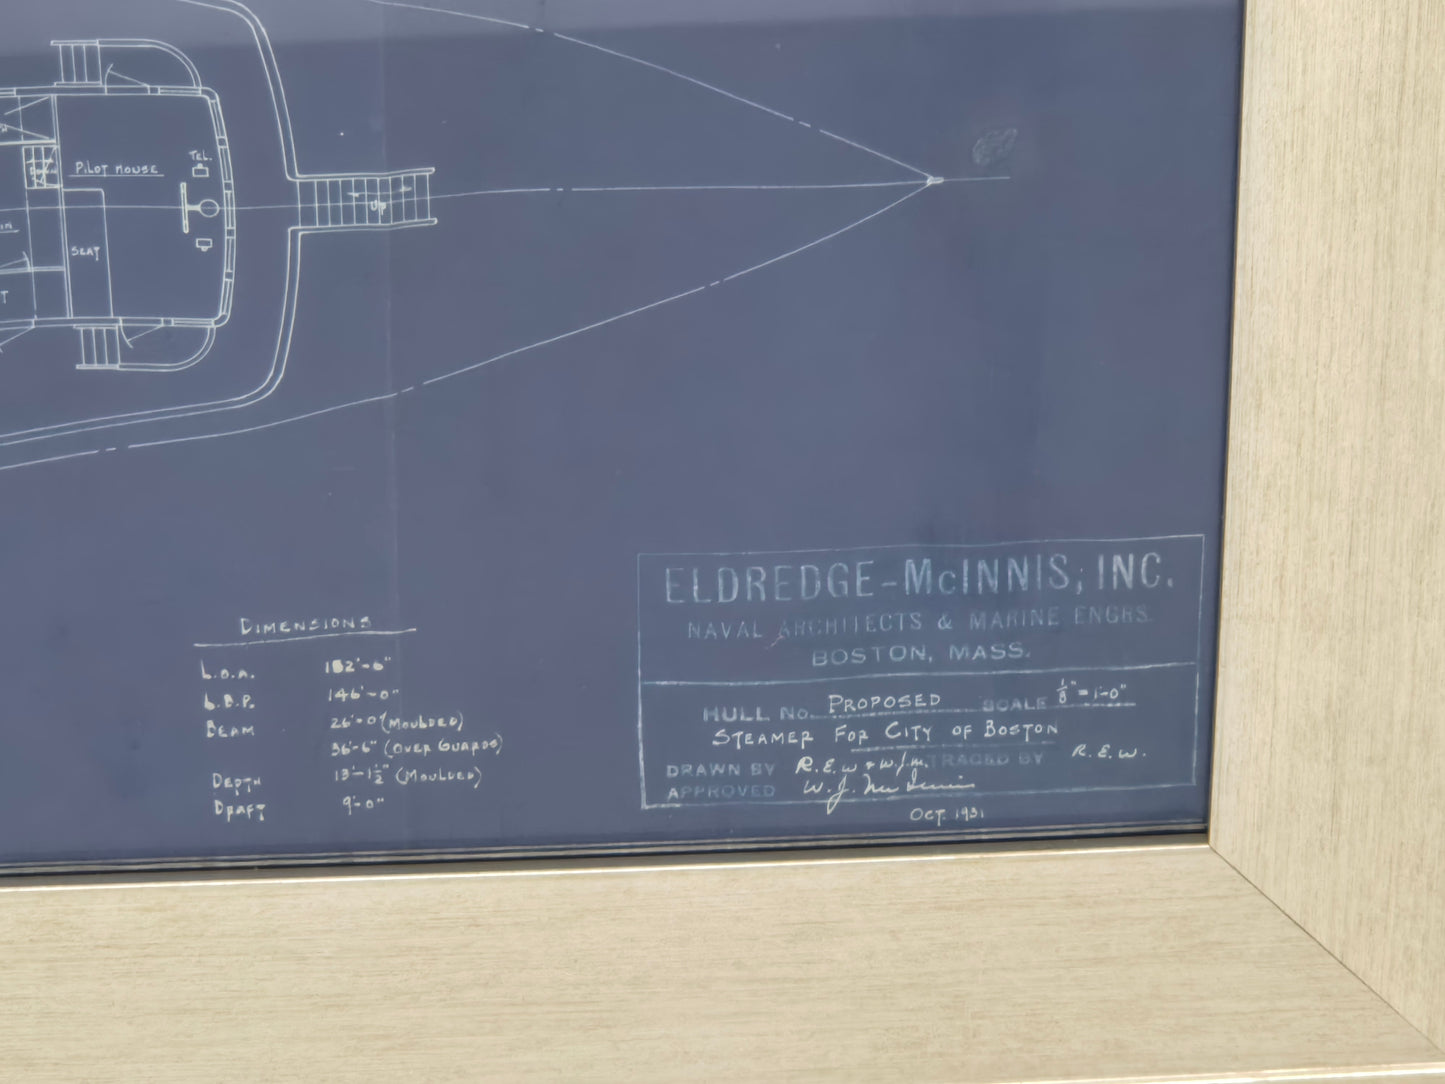 TEL.
PILOT HOUSE
UP
SEAT
DIMENSIONS
L.O.A. 152'-6"
L.B.P. 146'-0"
BEAM 26'-0" (MOULDED)
36'-6" (OVER GUARDS)
DEPTH 13'-1½" (MOULDED)
DRAFT 9'-0"
ELDREDGE-McINNIS, INC.
NAVAL ARCHITECTS & MARINE ENGRS.
BOSTON, MASS.
HULL No. PROPOSED SCALE ⅛" = 1'-0"
STEAMER FOR CITY OF BOSTON
DRAWN BY R.E.W & W.J.M. TRACED BY R.E.W.
APPROVED W. J. McInnis
OCT. 1931